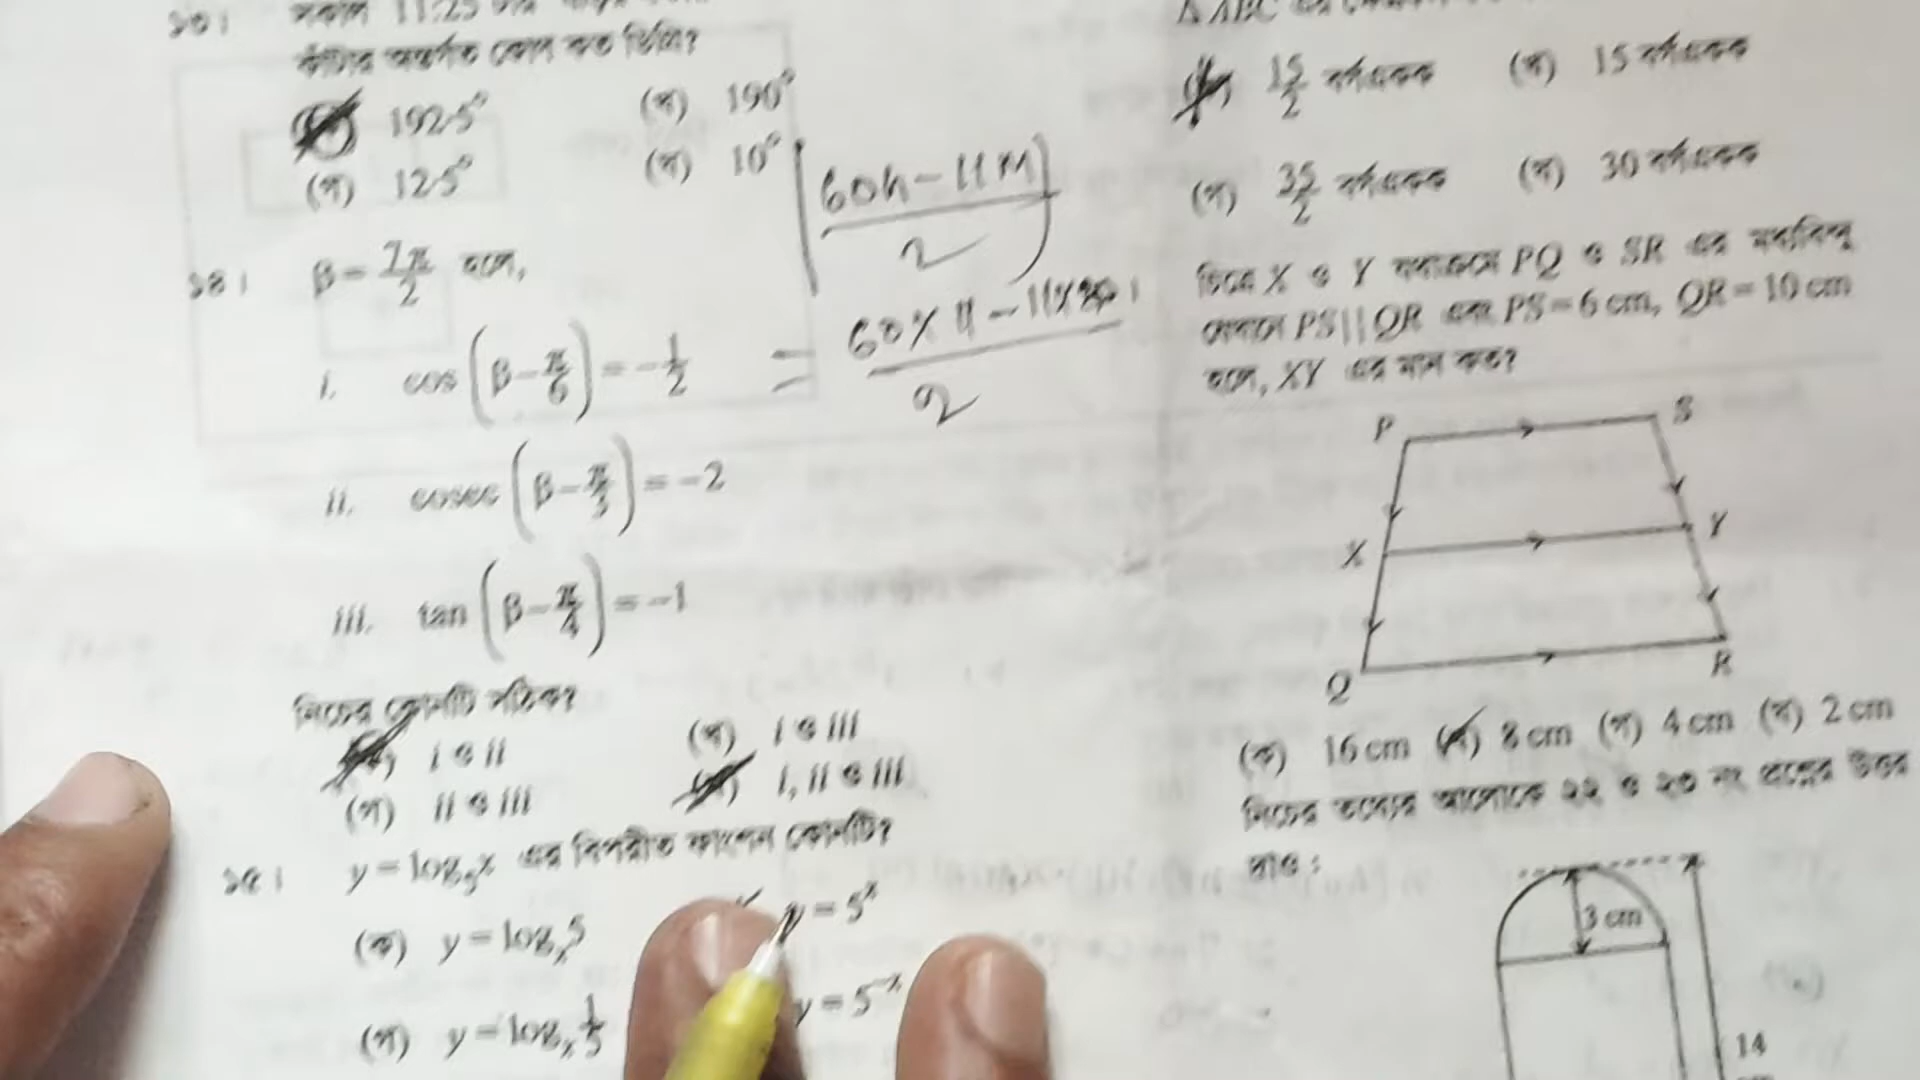 ১৩। সকাল 11:25 টার
কাঁটার অন্তর্গত কোণ কত ডিগ্রি?
192.5° (খ) 190°
(গ) 12.5° (ঘ) 10°
|60h - 11M|
2
= 60 X 11 -
2
১৪। β = 7π/2 হলে,
i. cos(β - π/6) = -1/2
ii. cosec(β - π/3) = -2
iii. tan(β - π/4) = -1
নিচের কোনটি সঠিক?
i ও ii (খ) i ও iii
(গ) ii ও iii i, ii ও iii
১৫। y = log₅x এর বিপরীত ফাংশন কোনটি?
(ক) y = logₓ5 y = 5ˣ
(গ) y = logₓ 1/5 y = 5⁻ˣ
Δ ABC এর
15/2 বর্গএকক (খ) 15 বর্গএকক
(গ) 35/2 বর্গএকক (ঘ) 30 বর্গএকক
চিত্রে X ও Y যথাক্রমে PQ ও SR এর মধ্যবিন্দু
যেখানে PS||QR এবং PS = 6 cm, QR = 10 cm
হলে, XY এর মান কত?
P S
X Y
Q R
(ক) 16 cm 8 cm (গ) 4 cm (ঘ) 2 cm
নিচের তথ্যের আলোকে ২২ ও ২৩ নং প্রশ্নের উত্তর
দাও :
3 cm
14